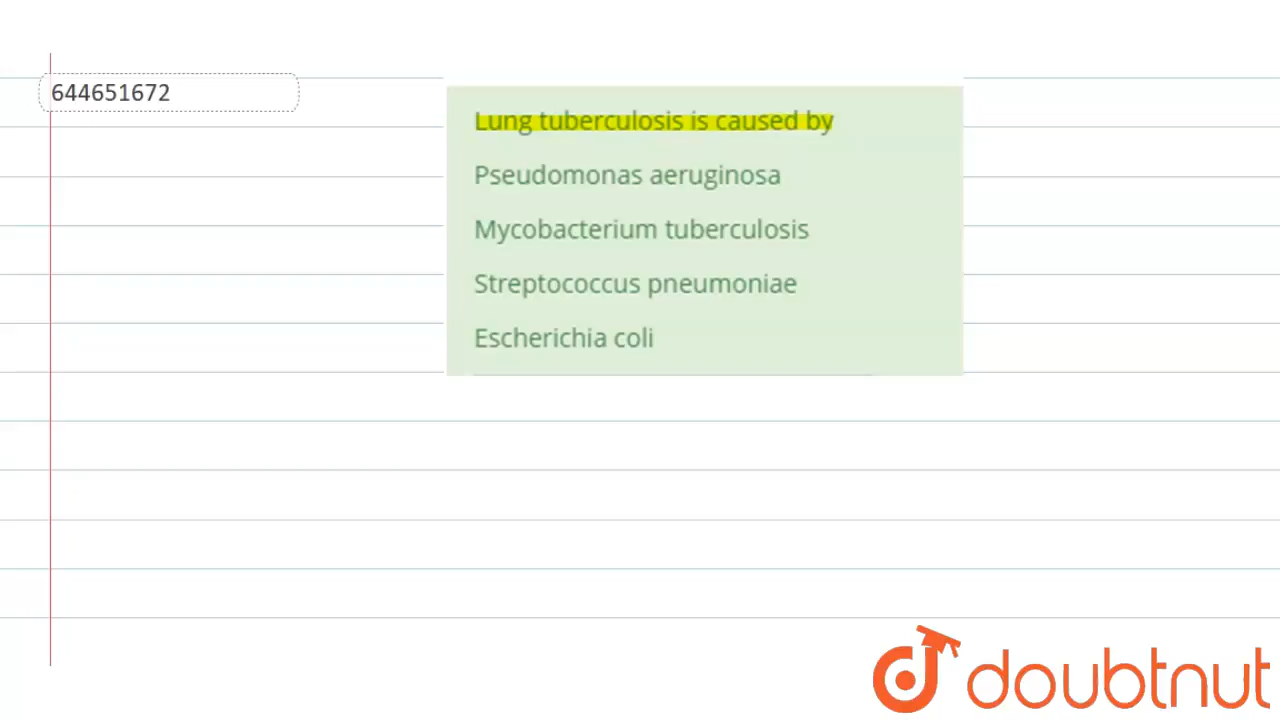 644651672
Lung tuberculosis is caused by
Pseudomonas aeruginosa
Mycobacterium tuberculosis
Streptococcus pneumoniae
Escherichia coli
doubtnut